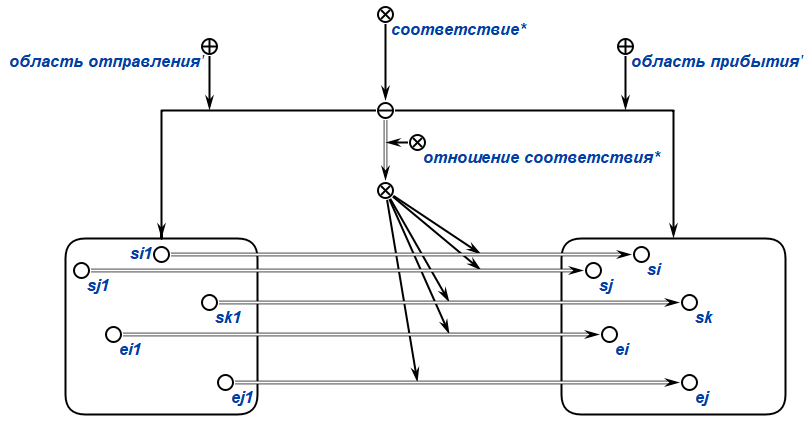 соответствие*
область отправления'
область прибытия'
отношение соответствия*
si1
si
sj1
sj
sk1
sk
ei1
ei
ej1
ej